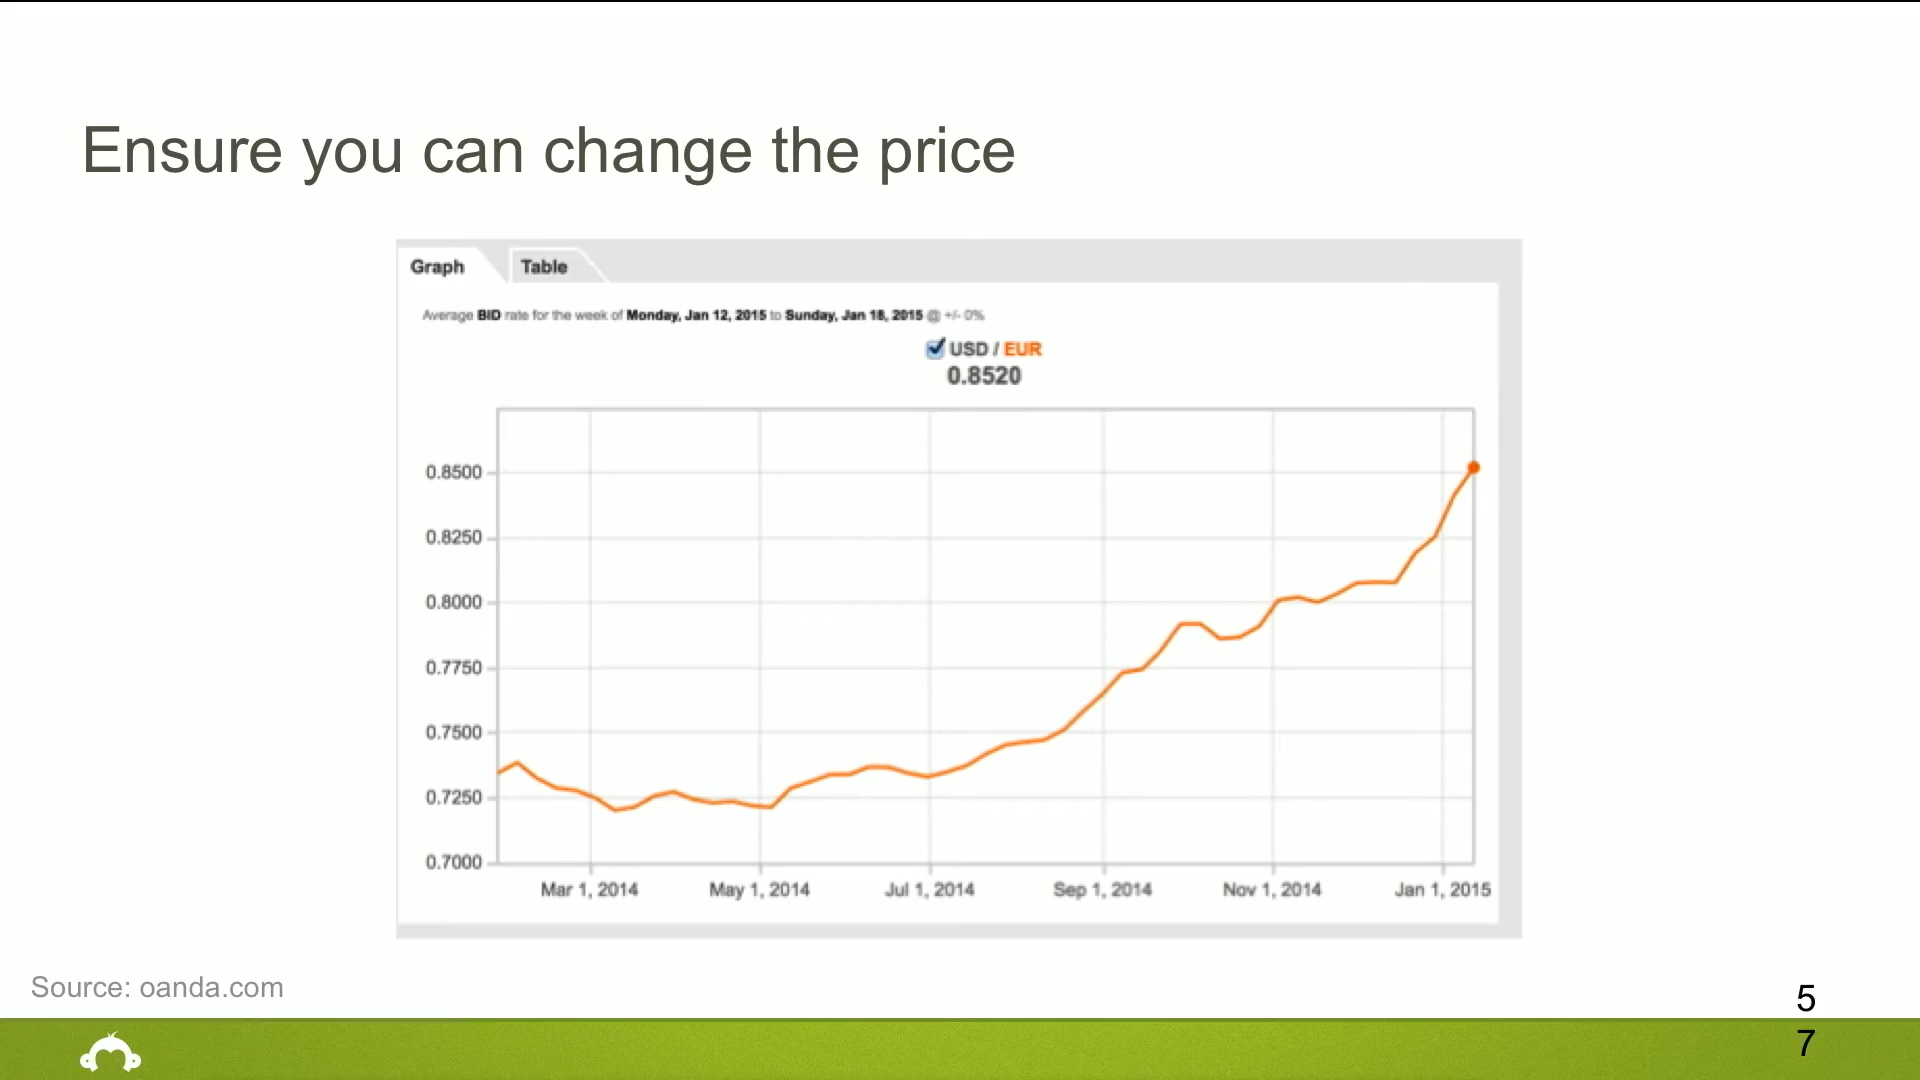 Ensure you can change the price
Graph
Table
Average BID rate for the week of Monday, Jan 12, 2015 to Sunday, Jan 18, 2015 @ +/- 0%
USD / EUR
0.8520
0.8500
0.8250
0.8000
0.7750
0.7500
0.7250
0.7000
Mar 1, 2014
May 1, 2014
Jul 1, 2014
Sep 1, 2014
Nov 1, 2014
Jan 1, 2015
Source: oanda.com
5
7